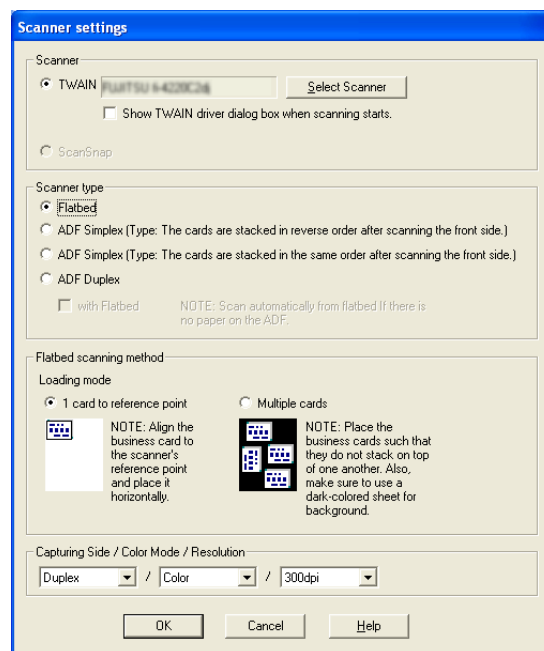 Scanner settings
Scanner
TWAIN
Select Scanner
Show TWAIN driver dialog box when scanning starts.
ScanSnap
Scanner type
Flatbed
ADF Simplex (Type: The cards are stacked in reverse order after scanning the front side.)
ADF Simplex (Type: The cards are stacked in the same order after scanning the front side.)
ADF Duplex
with Flatbed NOTE: Scan automatically from flatbed If there is
no paper on the ADF.
Flatbed scanning method
Loading mode
1 card to reference point
NOTE: Align the
business card to
the scanner's
reference point
and place it
horizontally.
Multiple cards
NOTE: Place the
business cards such that
they do not stack on top
of one another. Also,
make sure to use a
dark-colored sheet for
background.
Capturing Side / Color Mode / Resolution
Duplex / Color / 300dpi
OK Cancel Help